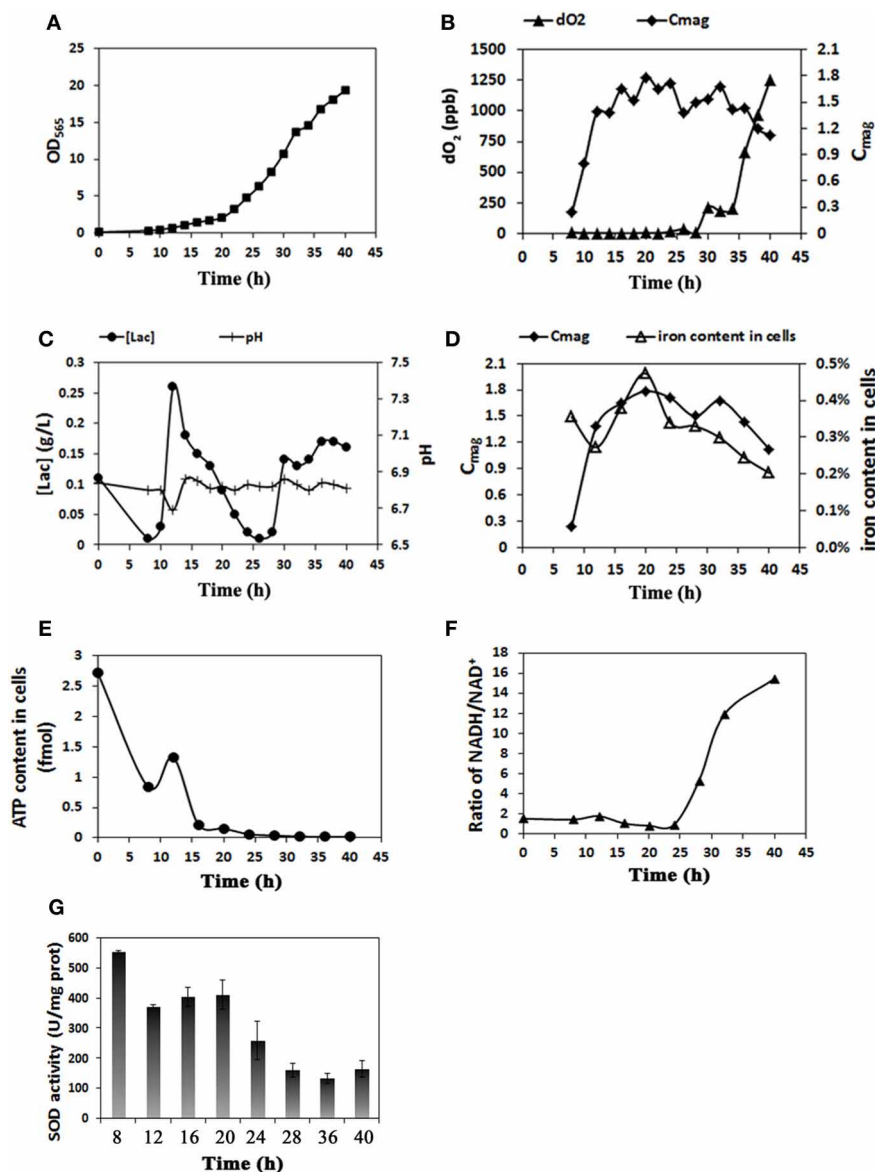 A
OD565
25
20
15
10
5
0
0 5 10 15 20 25 30 35 40 45
Time (h)
B
dO2 Cmag
dO2 (ppb)
1500
1250
1000
750
500
250
0
2.1
1.8
1.5
1.2
0.9
0.6
0.3
0
Cmag
0 5 10 15 20 25 30 35 40 45
Time (h)
C
[Lac] pH
[Lac] (g/L)
0.3
0.25
0.2
0.15
0.1
0.05
0
7.5
7.3
7.1
6.9
6.7
6.5
pH
0 5 10 15 20 25 30 35 40 45
Time (h)
D
Cmag iron content in cells
Cmag
2.1
1.8
1.5
1.2
0.9
0.6
0.3
0
0.5%
0.4%
0.3%
0.2%
0.1%
0.0%
iron content in cells
0 5 10 15 20 25 30 35 40 45
Time (h)
E
ATP content in cells
(fmol)
3
2.5
2
1.5
1
0.5
0
0 5 10 15 20 25 30 35 40 45
Time (h)
F
Ratio of NADH/NAD+
18
16
14
12
10
8
6
4
2
0
0 5 10 15 20 25 30 35 40 45
Time (h)
G
SOD activity (U/mg prot)
600
500
400
300
200
100
0
8 12 16 20 24 28 36 40
Time (h)